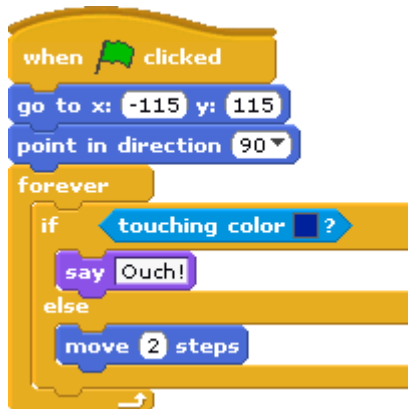 when clicked
go to x: -115 y: 115
point in direction 90
forever
if touching color ?
say Ouch!
else
move 2 steps